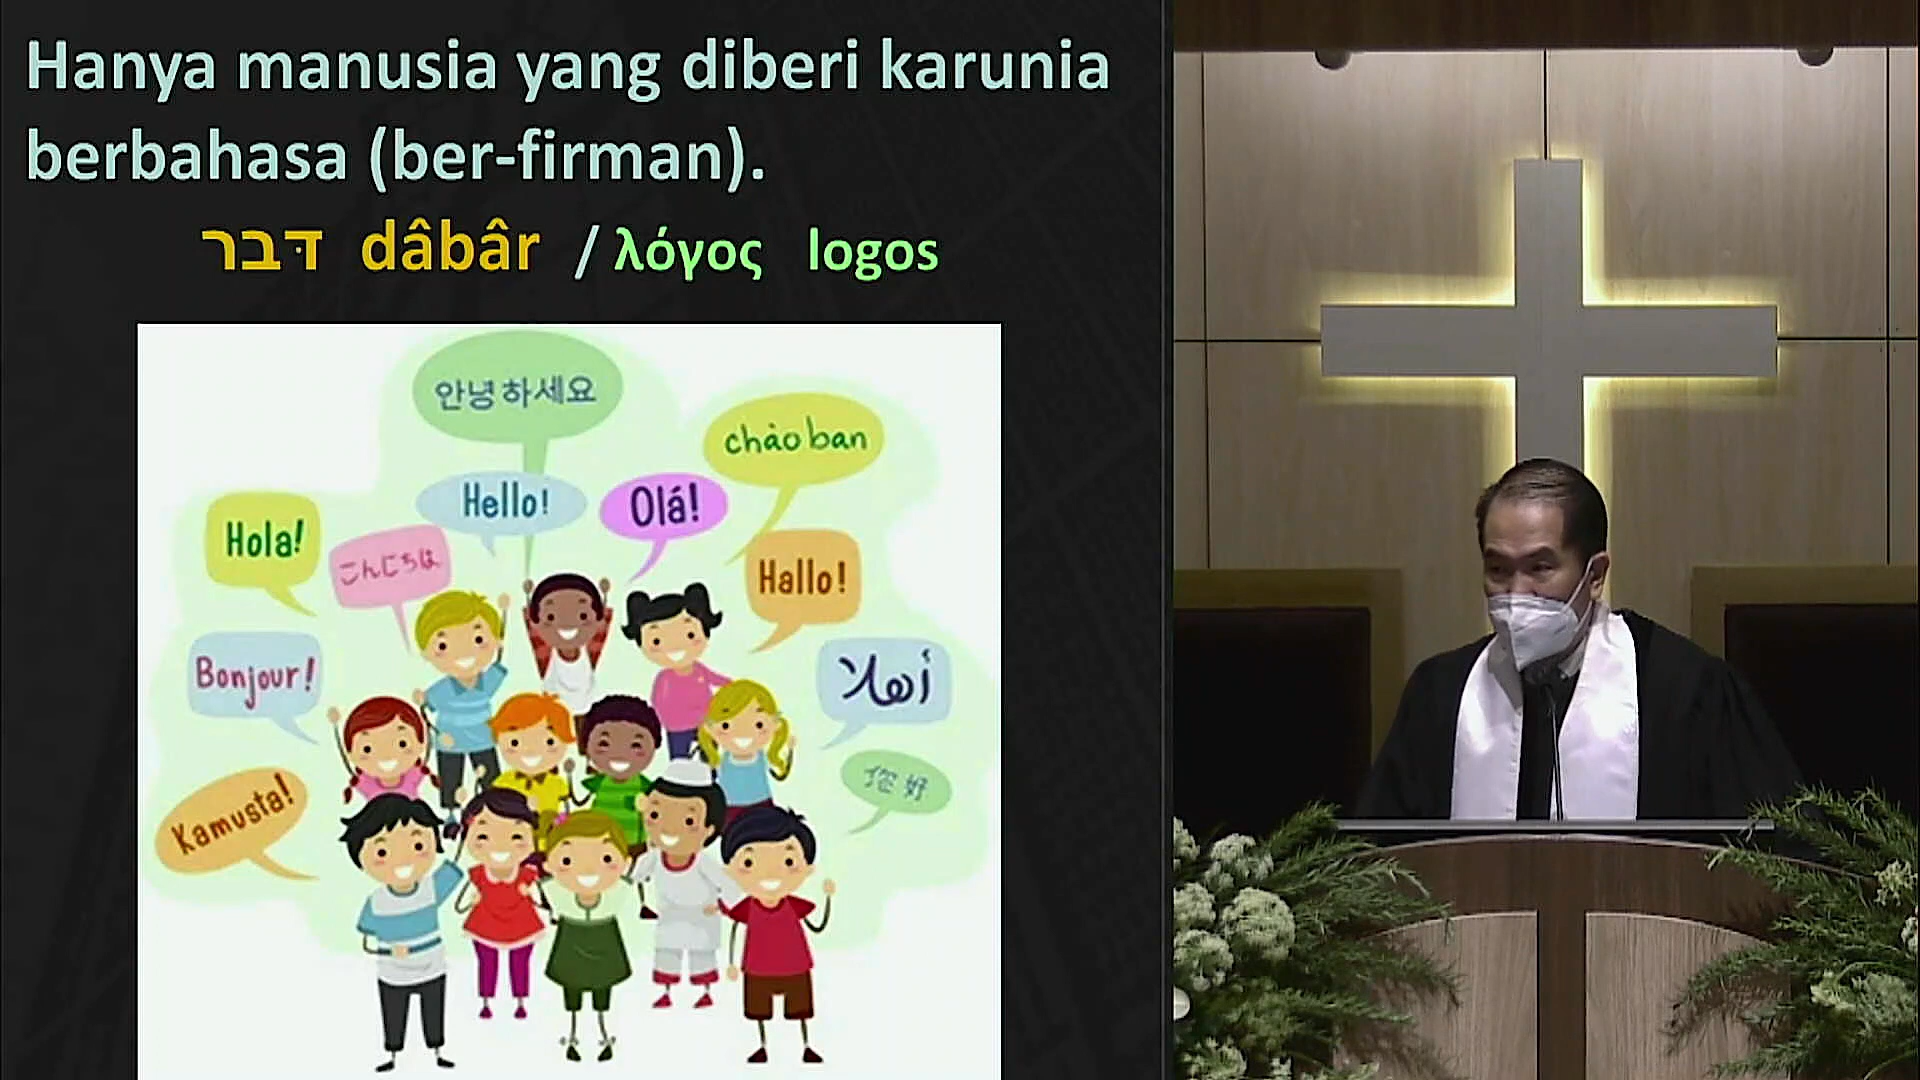 Hanya manusia yang diberi karunia
berbahasa (ber-firman).
דּבר dâbâr / λόγος logos
안녕하세요
chào ban
Hello!
Olá!
Hola!
こんにちは
Hallo!
Bonjour!
أهلا
Kamusta!
您好